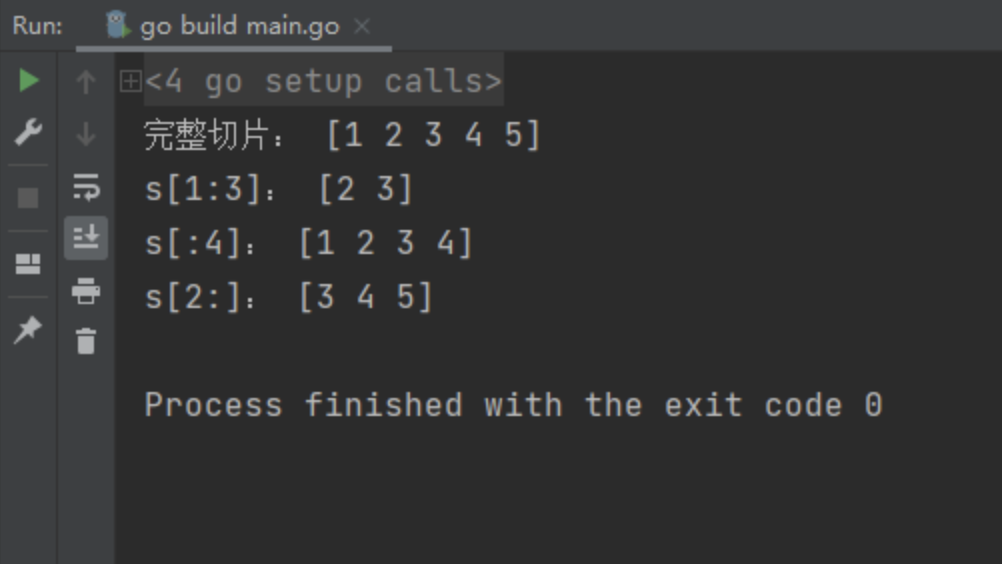 Run: go build main.go
<4 go setup calls>
完整切片： [1 2 3 4 5]
s[1:3]： [2 3]
s[:4]： [1 2 3 4]
s[2:]： [3 4 5]
Process finished with the exit code 0